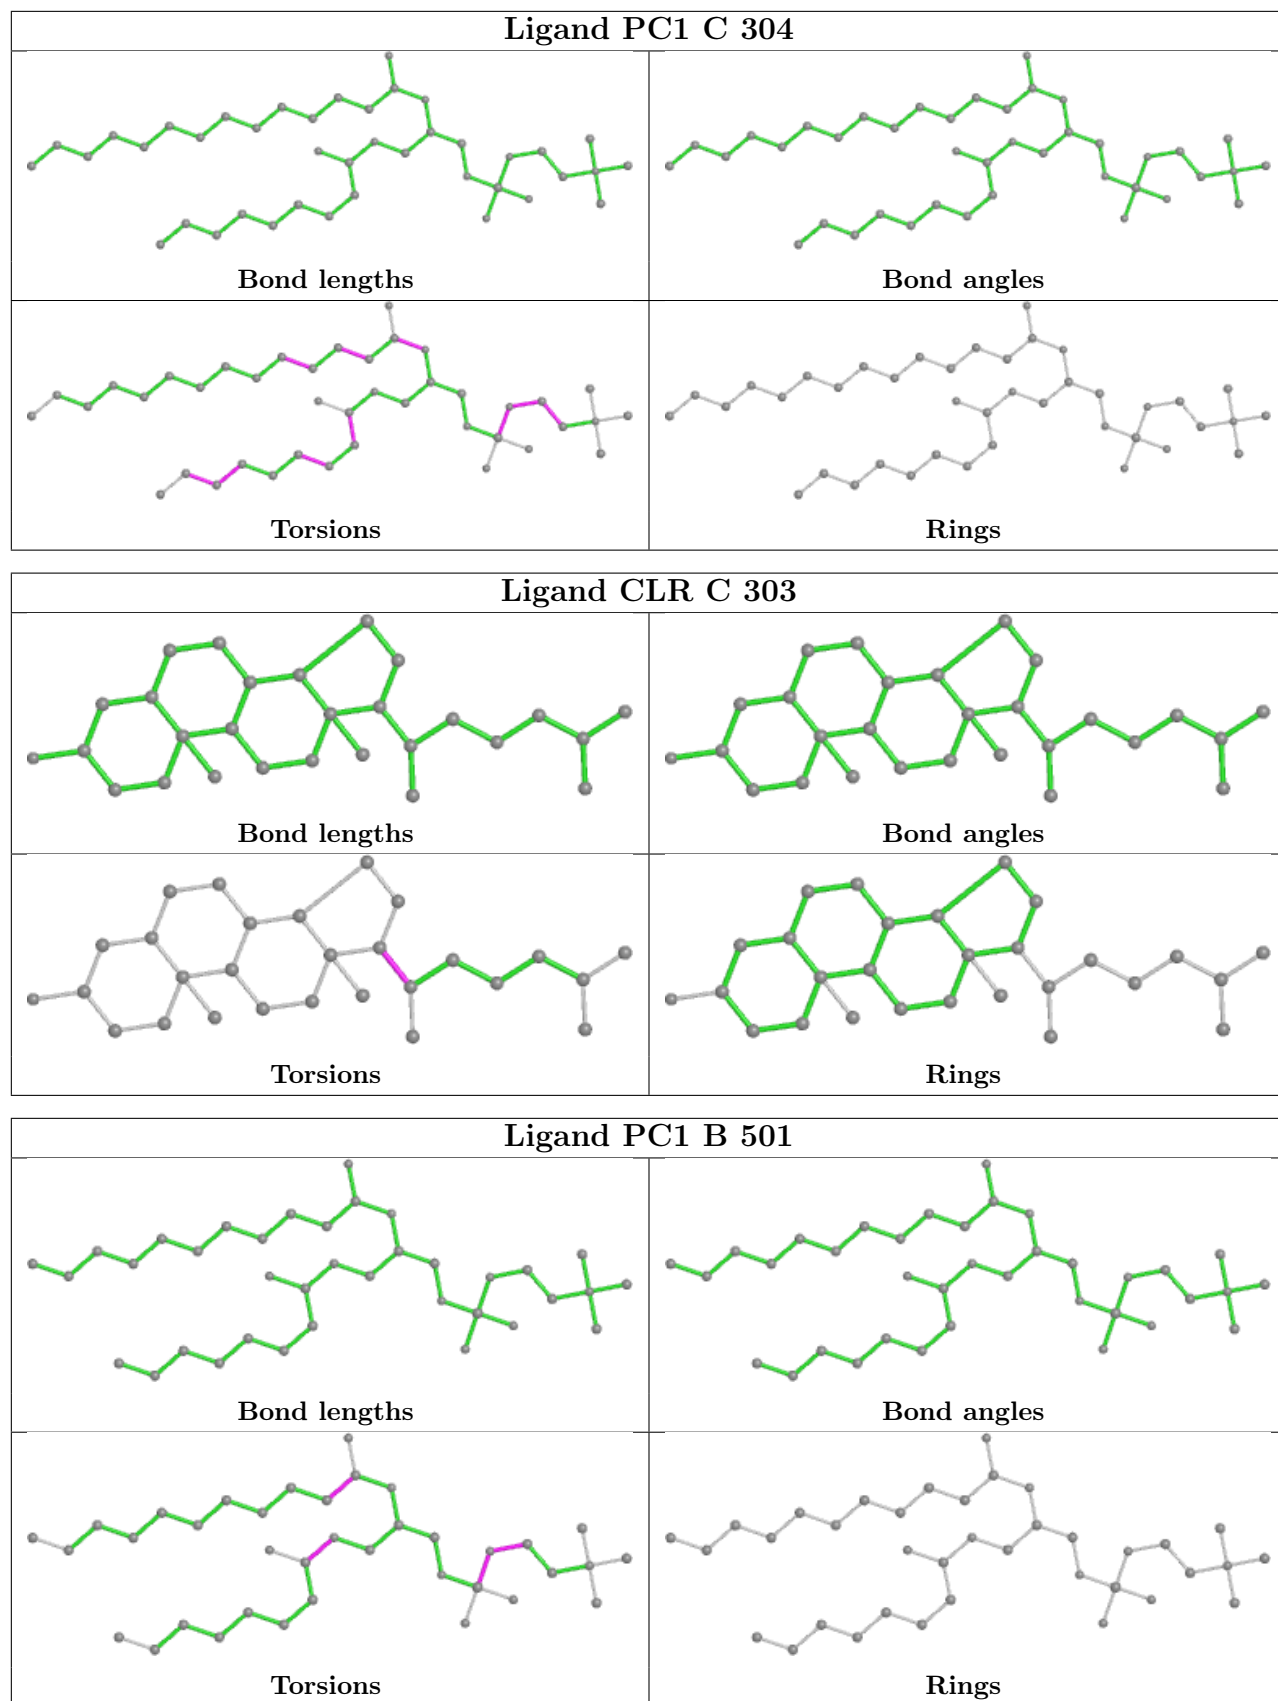 Ligand PC1 C 304
Bond lengths
Bond angles
Torsions
Rings
Ligand CLR C 303
Bond lengths
Bond angles
Torsions
Rings
Ligand PC1 B 501
Bond lengths
Bond angles
Torsions
Rings